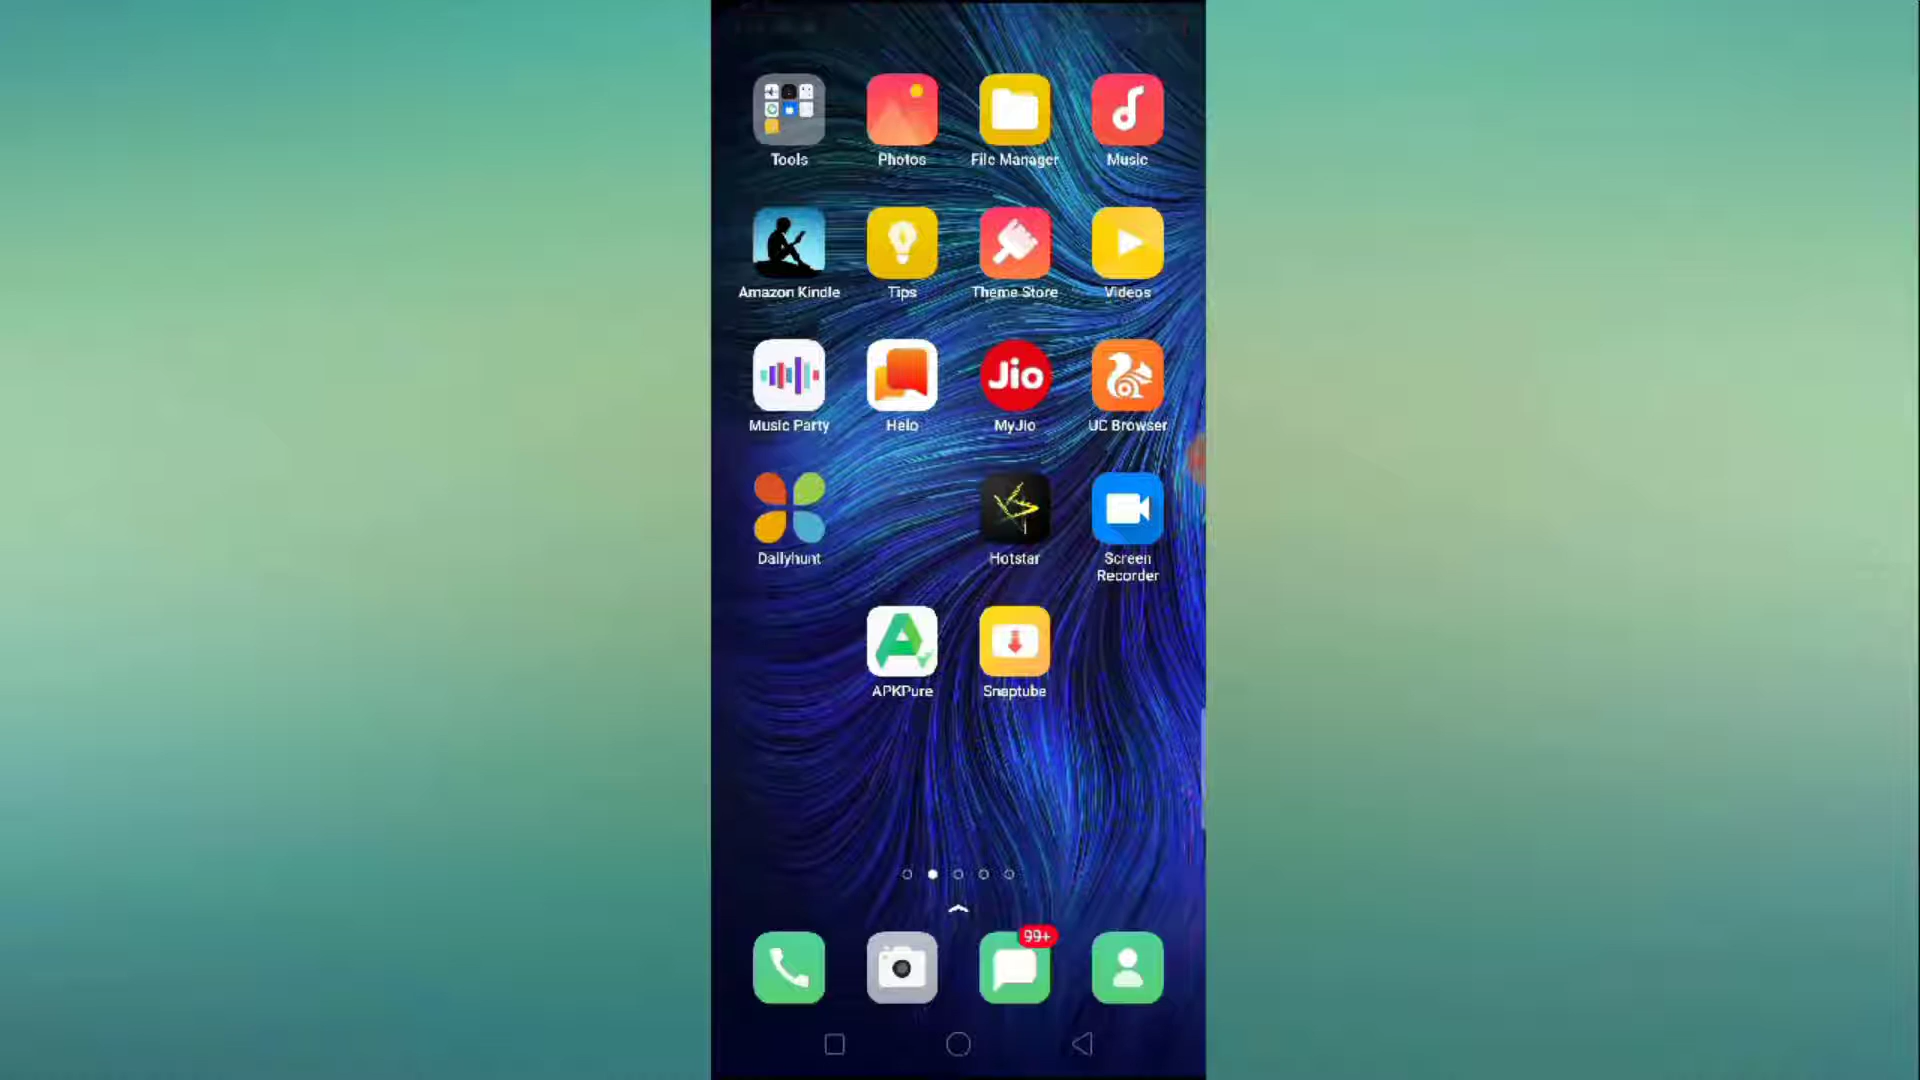 Tools
Photos
File Manager
Music
Amazon Kindle
Tips
Theme Store
Videos
Music Party
Helo
Jio
MyJio
UC Browser
Dailyhunt
Hotstar
Screen
Recorder
APKPure
Snaptube
99+